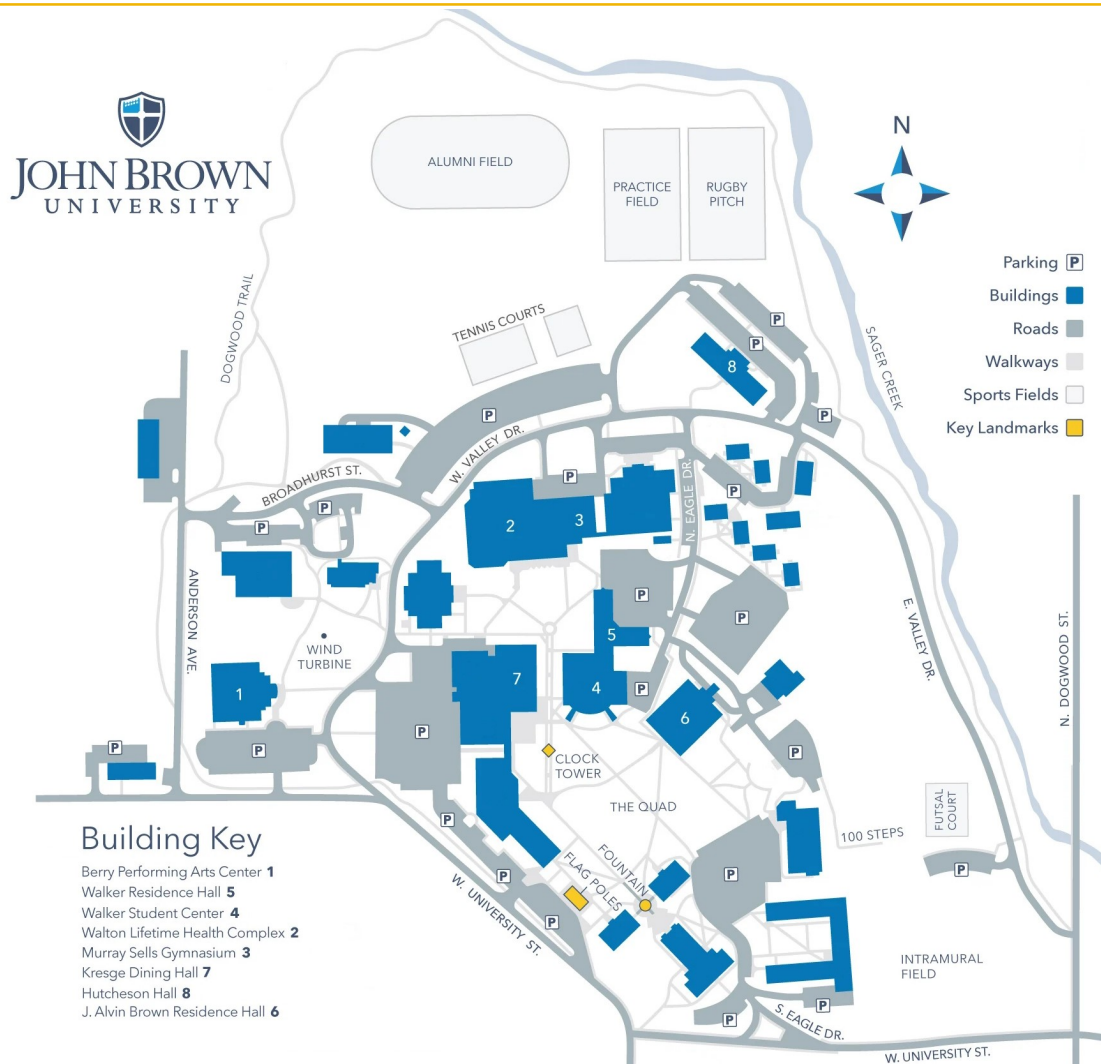 JOHN BROWN
UNIVERSITY
ALUMNI FIELD
PRACTICE
FIELD
RUGBY
PITCH
N
Parking P
Buildings
Roads
Walkways
Sports Fields
Key Landmarks
DOGWOOD TRAIL
TENNIS COURTS
SAGER CREEK
P
P
8
P
P
W. VALLEY DR.
BROADHURST ST.
P
P
P
N. EAGLE DR.
P
2
3
ANDERSON AVE.
WIND
TURBINE
P
P
5
E. VALLEY DR.
N. DOGWOOD ST.
1
7
4
P
6
P
P
P
P
CLOCK
TOWER
P
THE QUAD
100 STEPS
FUTSAL
COURT
P
P
P
P
P
FOUNTAIN
FLAG POLES
W. UNIVERSITY ST.
INTRAMURAL
FIELD
P
P
S. EAGLE DR.
W. UNIVERSITY ST.
Building Key
Berry Performing Arts Center 1
Walker Residence Hall 5
Walker Student Center 4
Walton Lifetime Health Complex 2
Murray Sells Gymnasium 3
Kresge Dining Hall 7
Hutcheson Hall 8
J. Alvin Brown Residence Hall 6